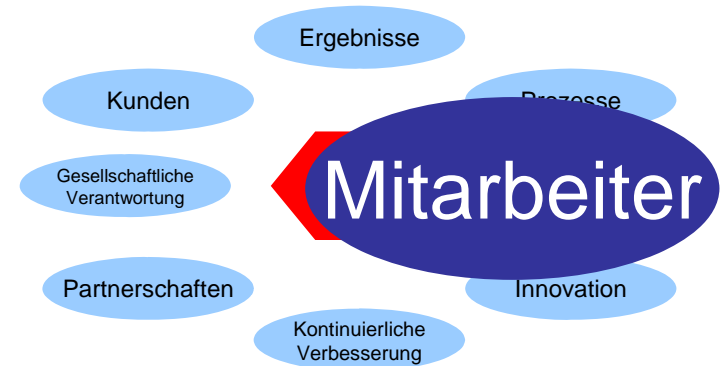 Ergebnisse
Kunden
Prozesse
Gesellschaftliche
Verantwortung
Mitarbeiter
Partnerschaften
Innovation
Kontinuierliche
Verbesserung